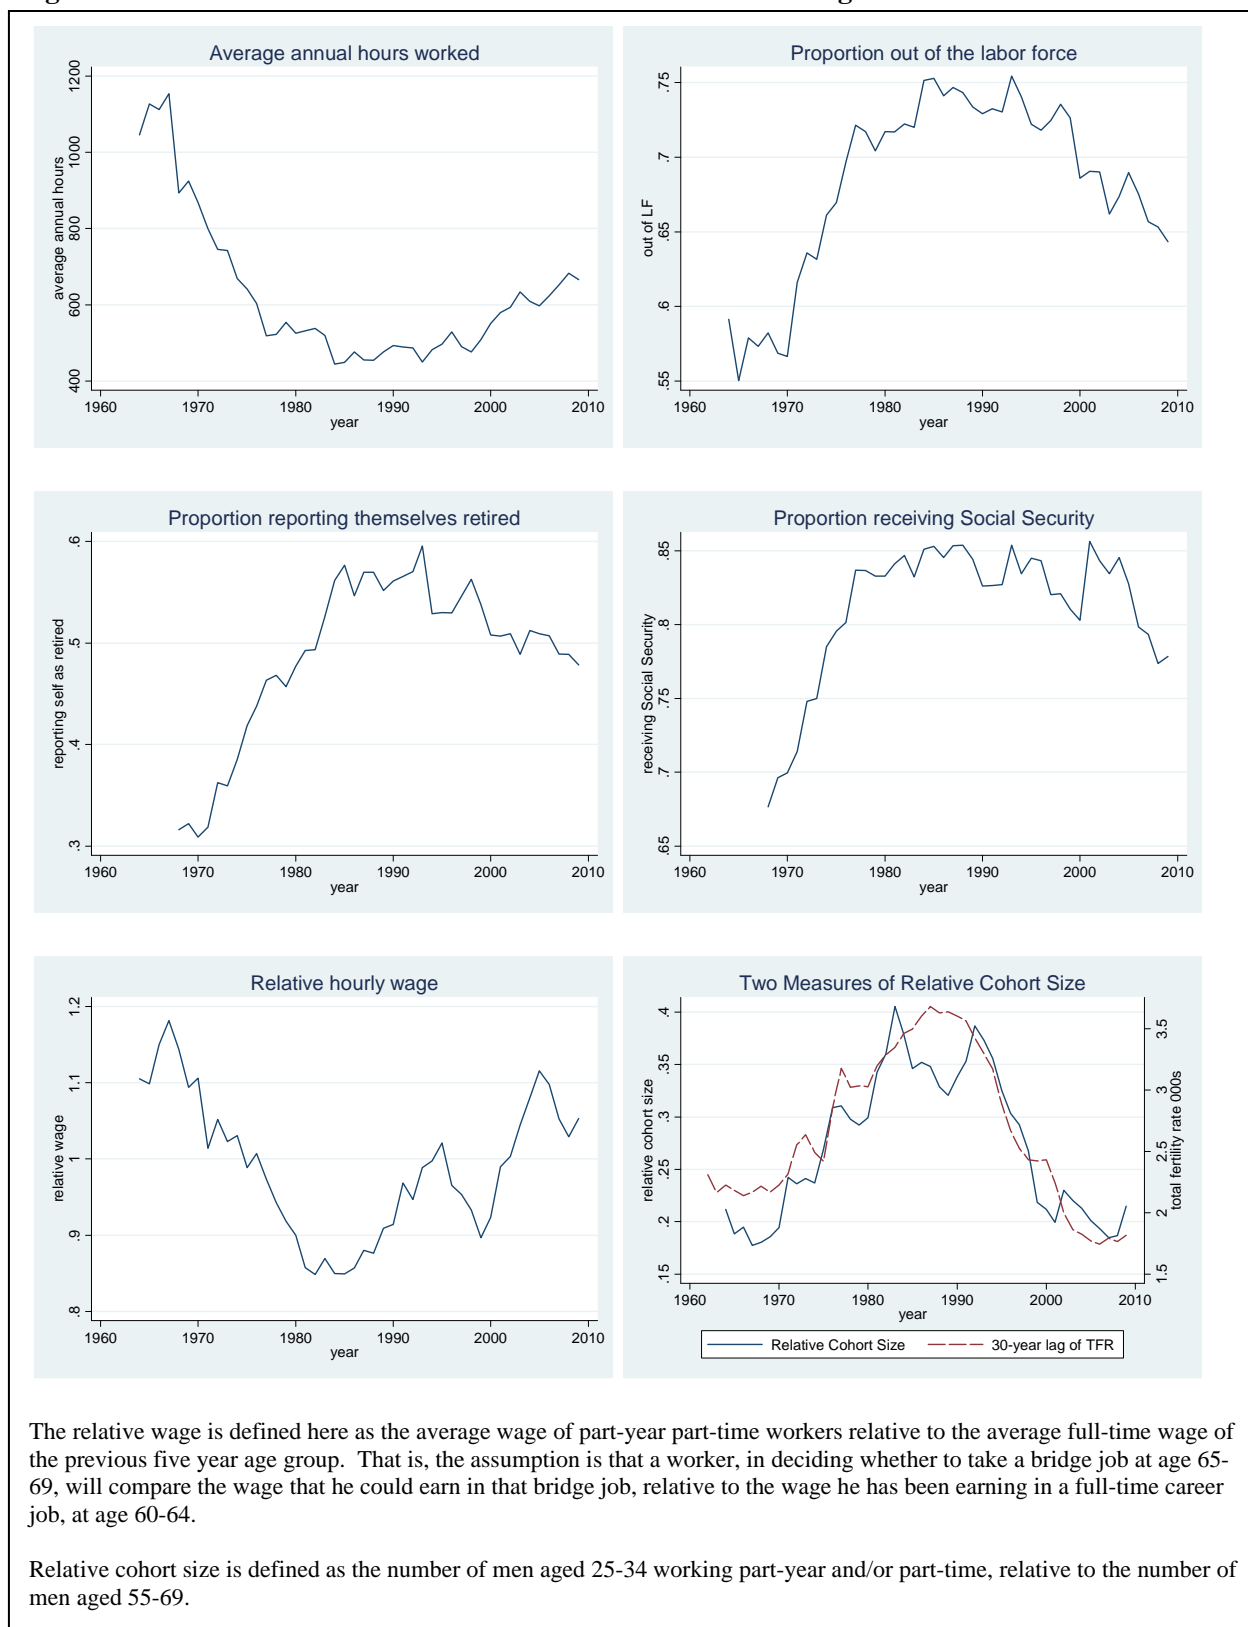 Average annual hours worked
average annual hours
400 600 800 1000 1200
1960 1970 1980 1990 2000 2010
year
Proportion out of the labor force
out of LF
.55 .6 .65 .7 .75
1960 1970 1980 1990 2000 2010
year
Proportion reporting themselves retired
reporting self as retired
.3 .4 .5 .6
1960 1970 1980 1990 2000 2010
year
Proportion receiving Social Security
receiving Social Security
.65 .7 .75 .8 .85
1960 1970 1980 1990 2000 2010
year
Relative hourly wage
relative wage
.8 .9 1 1.1 1.2
1960 1970 1980 1990 2000 2010
year
Two Measures of Relative Cohort Size
relative cohort size
.15 .2 .25 .3 .35 .4
total fertility rate 000s
1.5 2 2.5 3 3.5
1960 1970 1980 1990 2000 2010
year
Relative Cohort Size 30-year lag of TFR
The relative wage is defined here as the average wage of part-year part-time workers relative to the average full-time wage of
the previous five year age group. That is, the assumption is that a worker, in deciding whether to take a bridge job at age 65-
69, will compare the wage that he could earn in that bridge job, relative to the wage he has been earning in a full-time career
job, at age 60-64.
Relative cohort size is defined as the number of men aged 25-34 working part-year and/or part-time, relative to the number of
men aged 55-69.